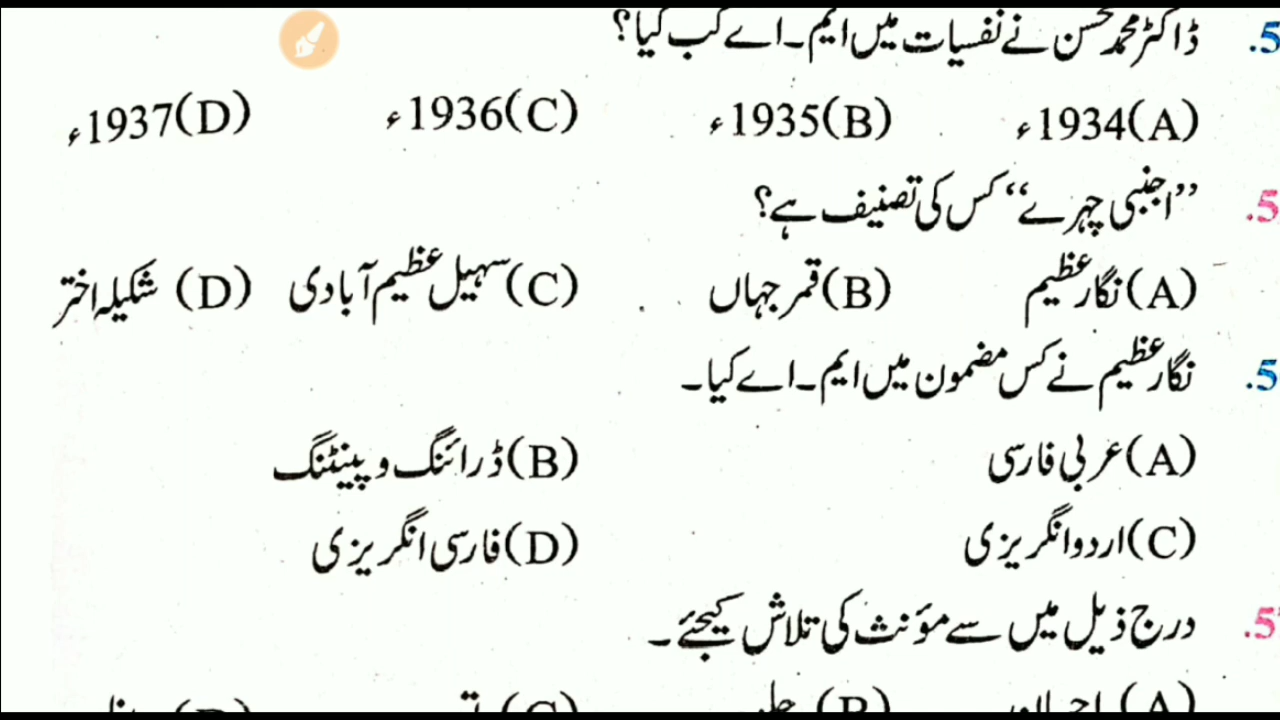 5. ڈاکٹر محمد حسن نے نفسیات میں ایم۔اے کب کیا؟
(A) 1934ء (B) 1935ء (C) 1936ء (D) 1937ء
5. ”اجنبی چہرے“ کس کی تصنیف ہے؟
(A) نگار عظیم (B) قمر جہاں (C) سہیل عظیم آبادی (D) شکیلہ اختر
5. نگار عظیم نے کس مضمون میں ایم۔اے کیا۔
(A) عربی فارسی (B) ڈرائنگ و پینٹنگ
(C) اردو انگریزی (D) فارسی انگریزی
5 درج ذیل میں سے مؤنث کی تلاش کیجئے۔
(A) (B) (C) (D)